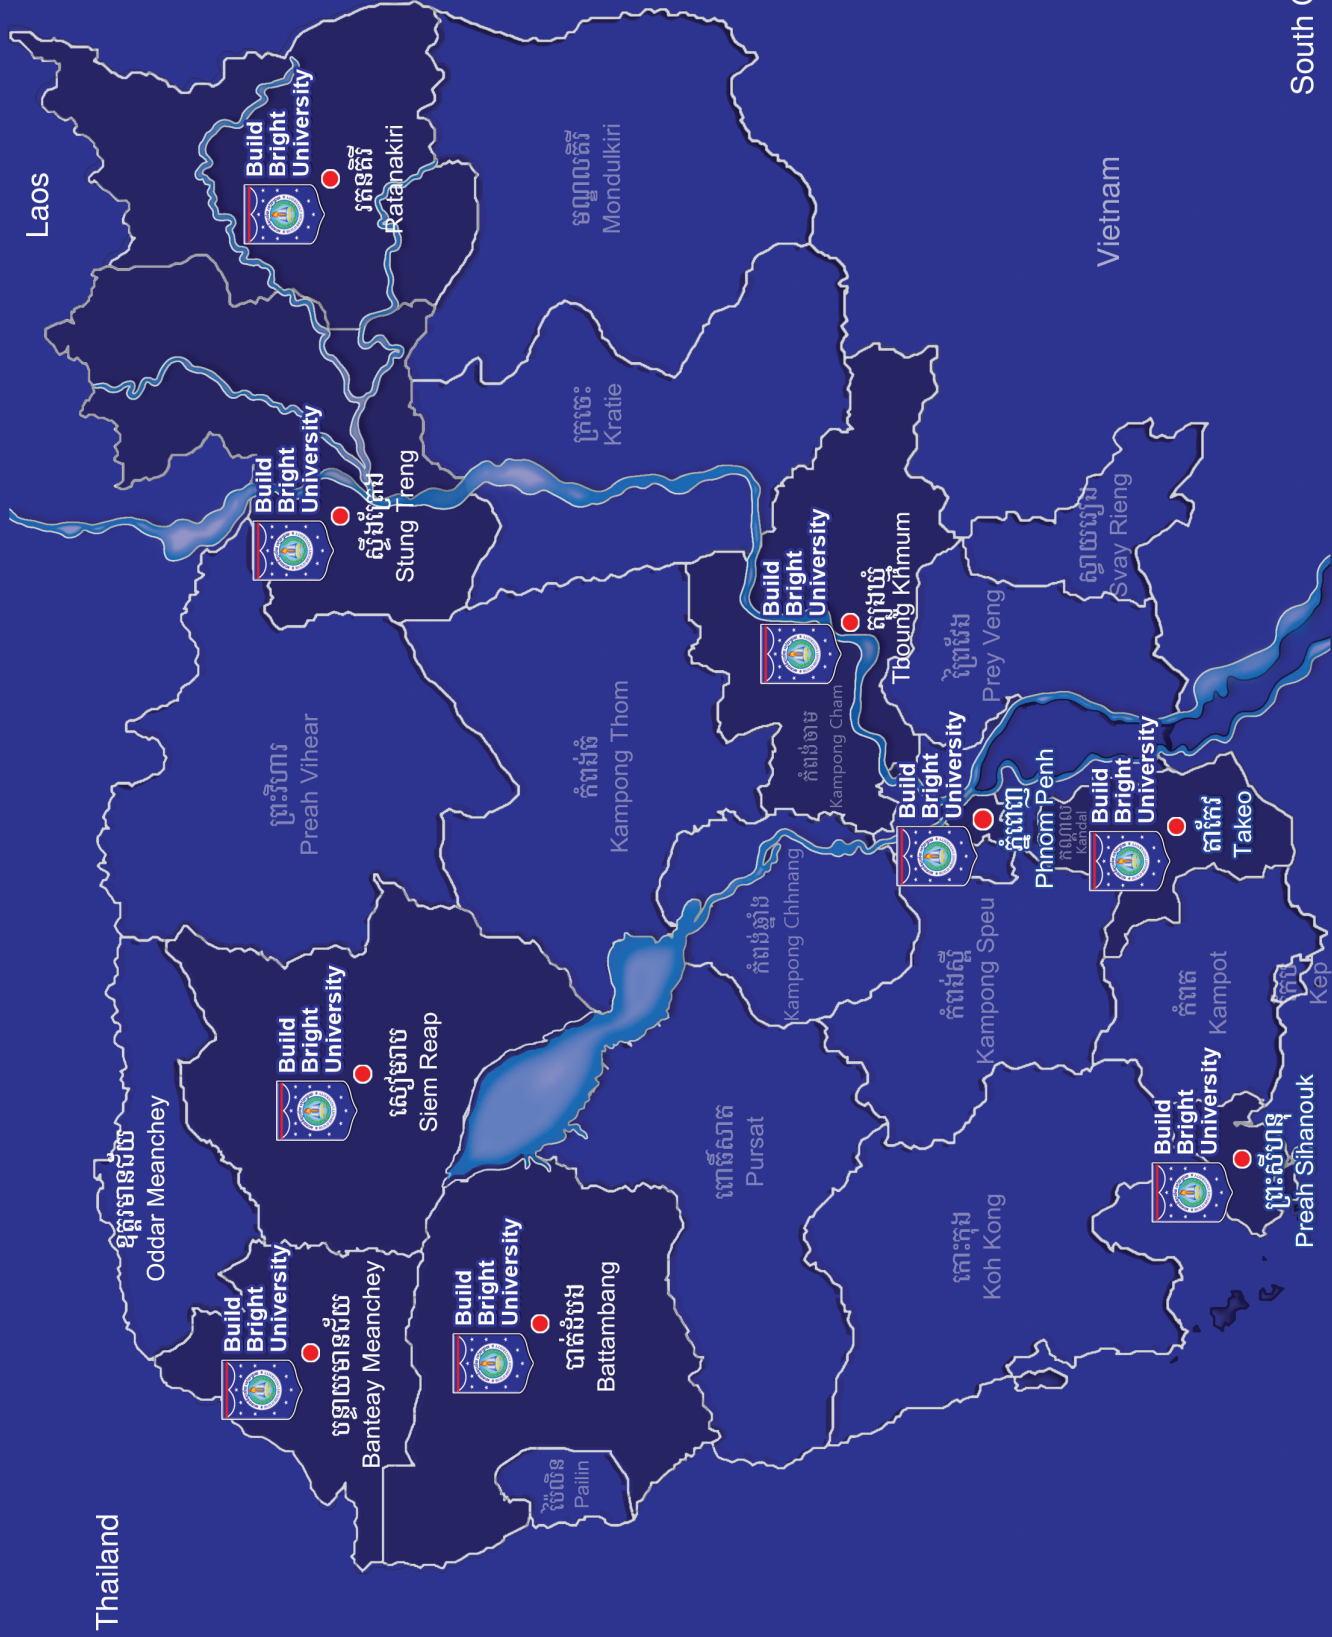 Thailand
Laos
ឧត្ដរមានជ័យ
Oddar Meanchey
Build
Bright
University
បន្ទាយមានជ័យ
Banteay Meanchey
Build
Bright
University
សៀមរាប
Siem Reap
ព្រះវិហារ
Preah Vihear
Build
Bright
University
ស្ទឹងត្រែង
Stung Treng
Build
Bright
University
រតនគិរី
Ratanakiri
Build
Bright
University
បាត់ដំបង
Battambang
ប៉ៃលិន
Pailin
កំពង់ធំ
Kampong Thom
ក្រចេះ
Kratie
មណ្ឌលគិរី
Mondulkiri
ពោធិ៍សាត់
Pursat
កំពង់ឆ្នាំង
Kampong Chhnang
កំពង់ចាម
Kampong Cham
Build
Bright
University
ត្បូងឃ្មុំ
Tboung Khmum
កោះកុង
Koh Kong
កំពង់ស្ពឺ
Kampong Speu
Build
Bright
University
ភ្នំពេញ
Phnom Penh
កណ្ដាល
Kandal
ព្រៃវែង
Prey Veng
ស្វាយរៀង
Svay Rieng
Vietnam
Build
Bright
University
តាកែវ
Takeo
កំពត
Kampot
កែប
Kep
Build
Bright
University
ព្រះសីហនុ
Preah Sihanouk
South